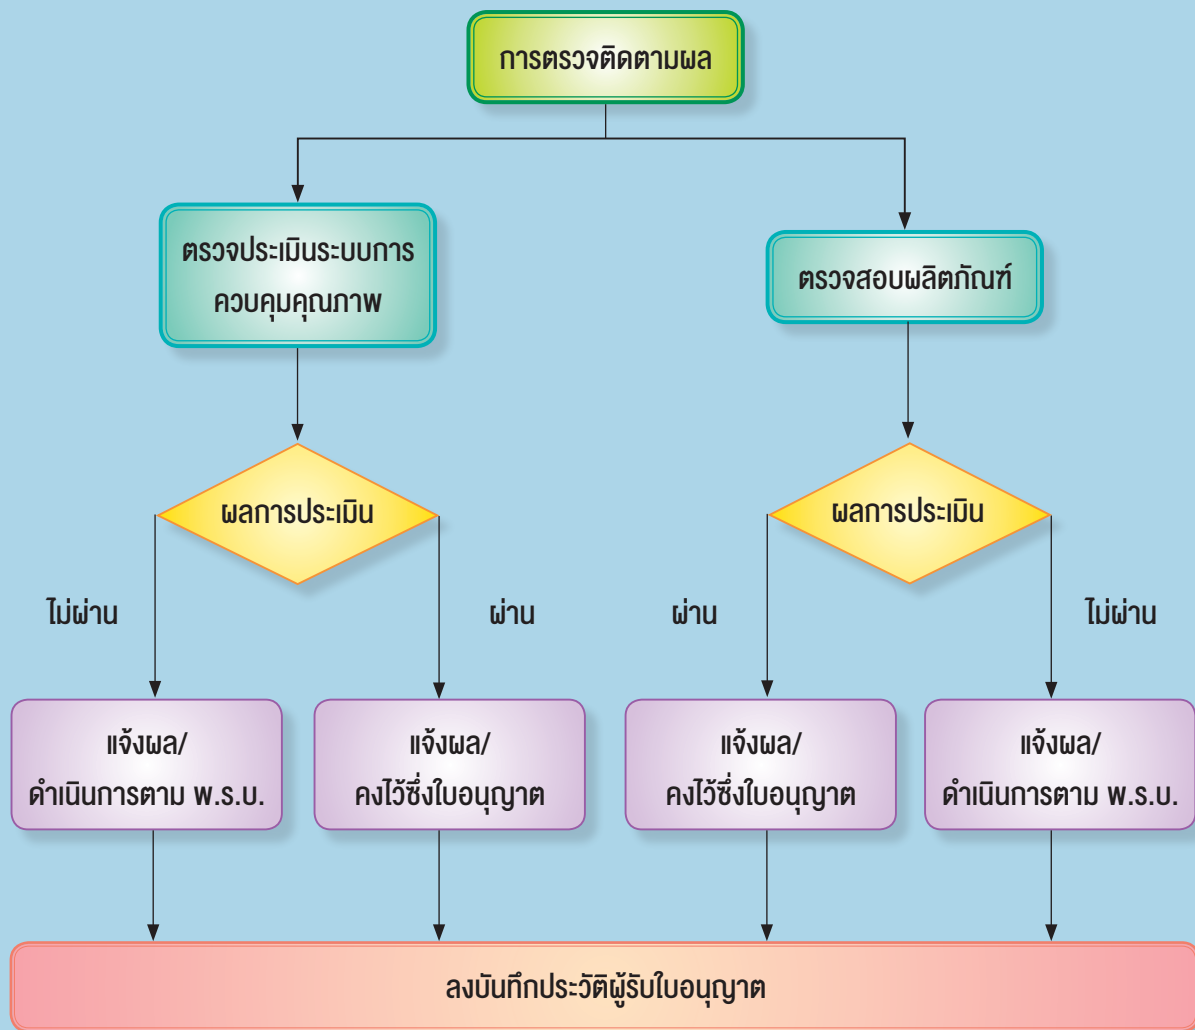 การตรวจติดตามผล
ตรวจประเมินระบบการ
ควบคุมคุณภาพ
ตรวจสอบผลิตภัณฑ์
ผลการประเมิน
ผลการประเมิน
ไม่ผ่าน
ผ่าน
ผ่าน
ไม่ผ่าน
แจ้งผล/
ดำเนินการตาม พ.ร.บ.
แจ้งผล/
คงไว้ซึ่งใบอนุญาต
แจ้งผล/
คงไว้ซึ่งใบอนุญาต
แจ้งผล/
ดำเนินการตาม พ.ร.บ.
ลงบันทึกประวัติผู้รับใบอนุญาต